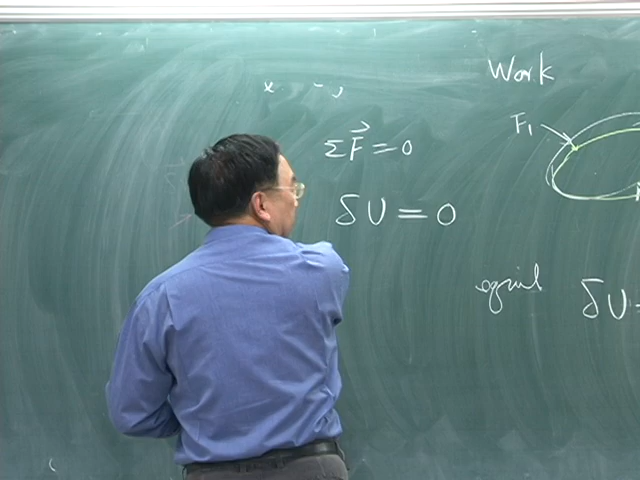 Work
ΣF⃗ = 0
F₁
δU = 0
equil
δU =